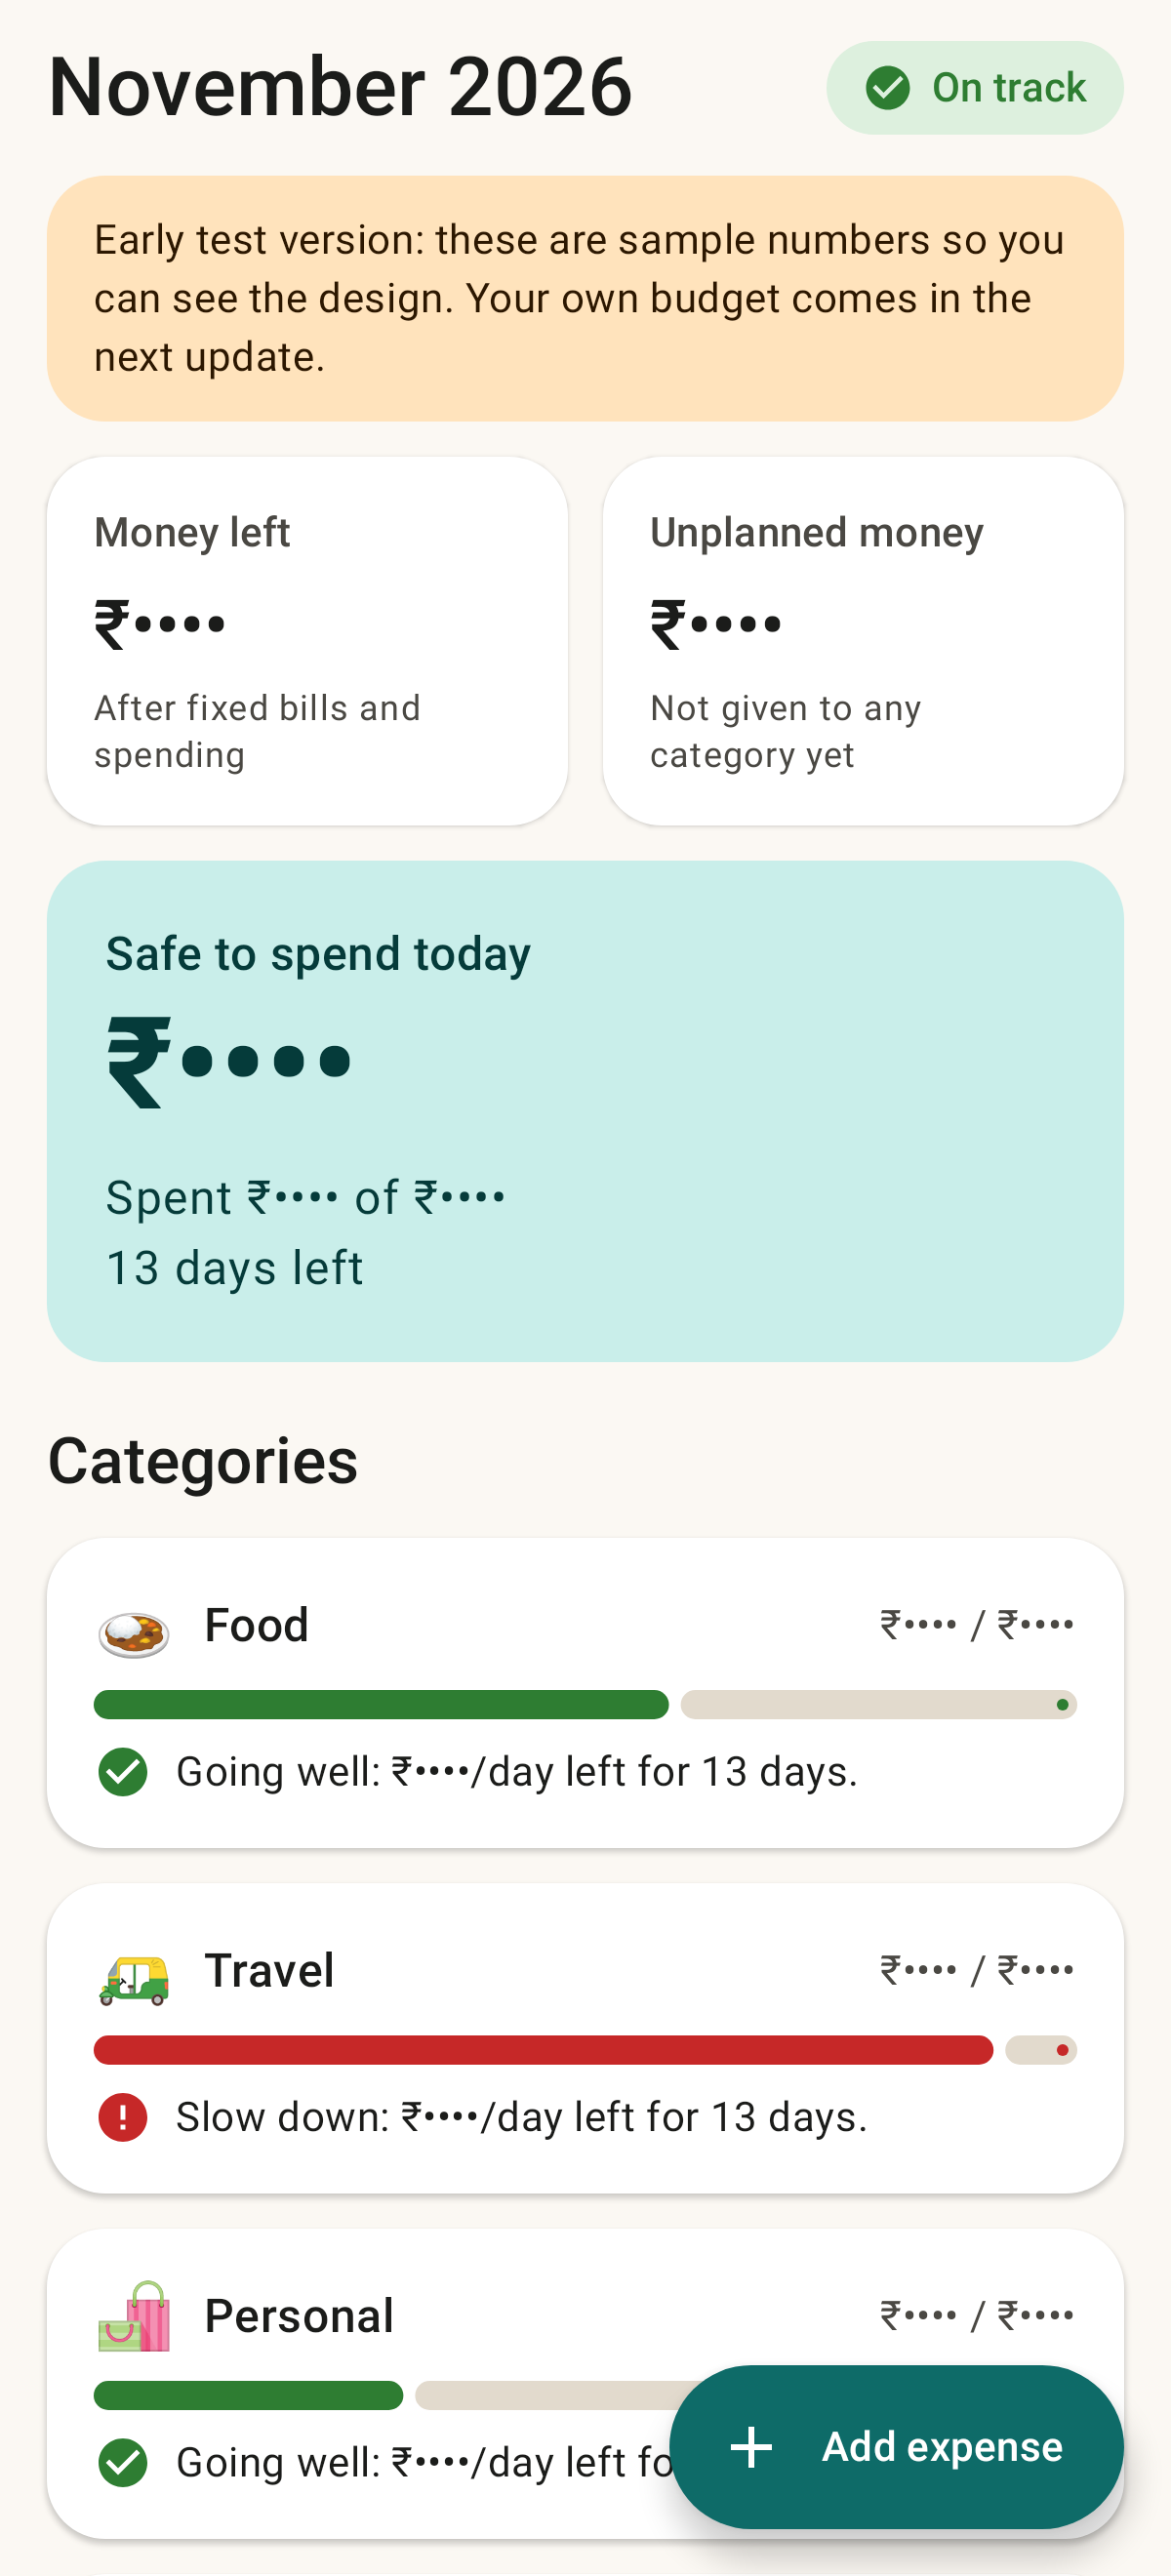 November 2026
On track
Early test version: these are sample numbers so you
can see the design. Your own budget comes in the
next update.
Money left
₹••••
After fixed bills and
spending
Unplanned money
₹••••
Not given to any
category yet
Safe to spend today
₹••••
Spent ₹•••• of ₹••••
13 days left
Categories
Food
₹•••• / ₹••••
Going well: ₹••••/day left for 13 days.
Travel
₹•••• / ₹••••
Slow down: ₹••••/day left for 13 days.
Personal
₹•••• / ₹••••
Going well: ₹••••/day left fo
Add expense